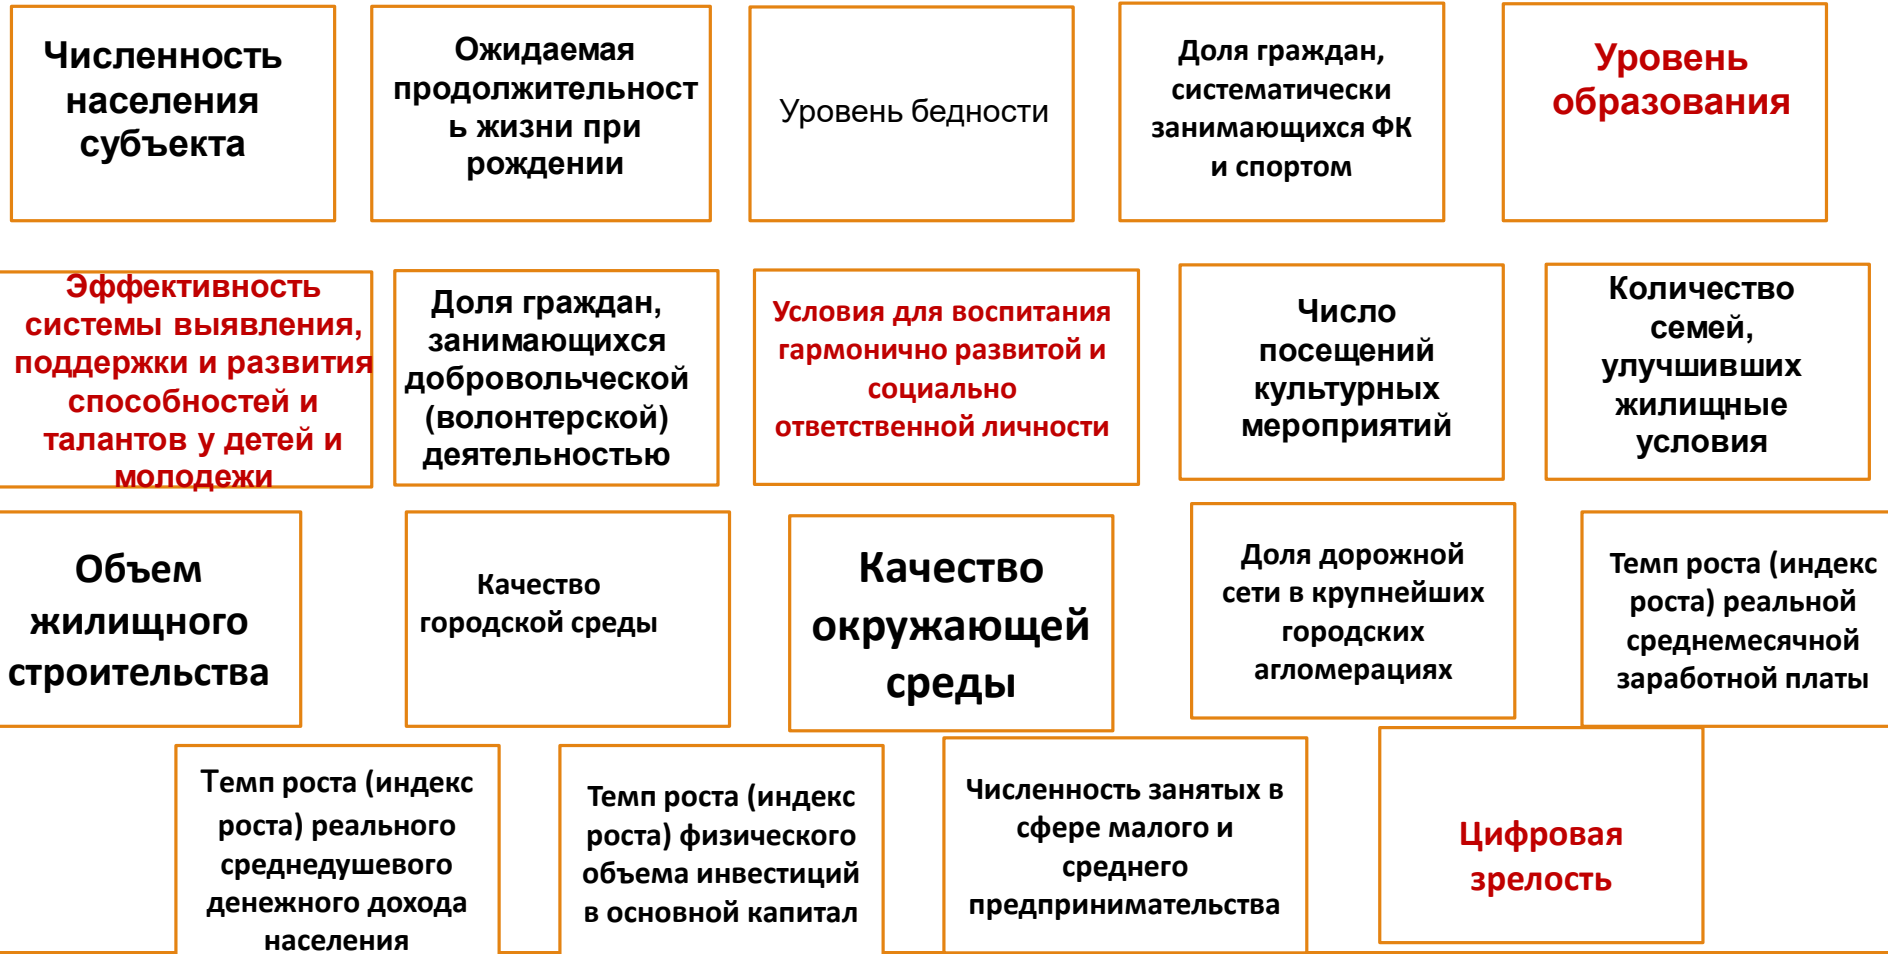 Численность
населения
субъекта
Ожидаемая
продолжительност
ь жизни при
рождении
Уровень бедности
Доля граждан,
систематически
занимающихся ФК
и спортом
Уровень
образования
Эффективность
системы выявления,
поддержки и развития
способностей и
талантов у детей и
молодежи
Доля граждан,
занимающихся
добровольческой
(волонтерской)
деятельностью
Условия для воспитания
гармонично развитой и
социально
ответственной личности
Число
посещений
культурных
мероприятий
Количество
семей,
улучшивших
жилищные
условия
Объем
жилищного
строительства
Качество
городской среды
Качество
окружающей
среды
Доля дорожной
сети в крупнейших
городских
агломерациях
Темп роста (индекс
роста) реальной
среднемесячной
заработной платы
Темп роста (индекс
роста) реального
среднедушевого
денежного дохода
населения
Темп роста (индекс
роста) физического
объема инвестиций
в основной капитал
Численность занятых в
сфере малого и
среднего
предпринимательства
Цифровая
зрелость